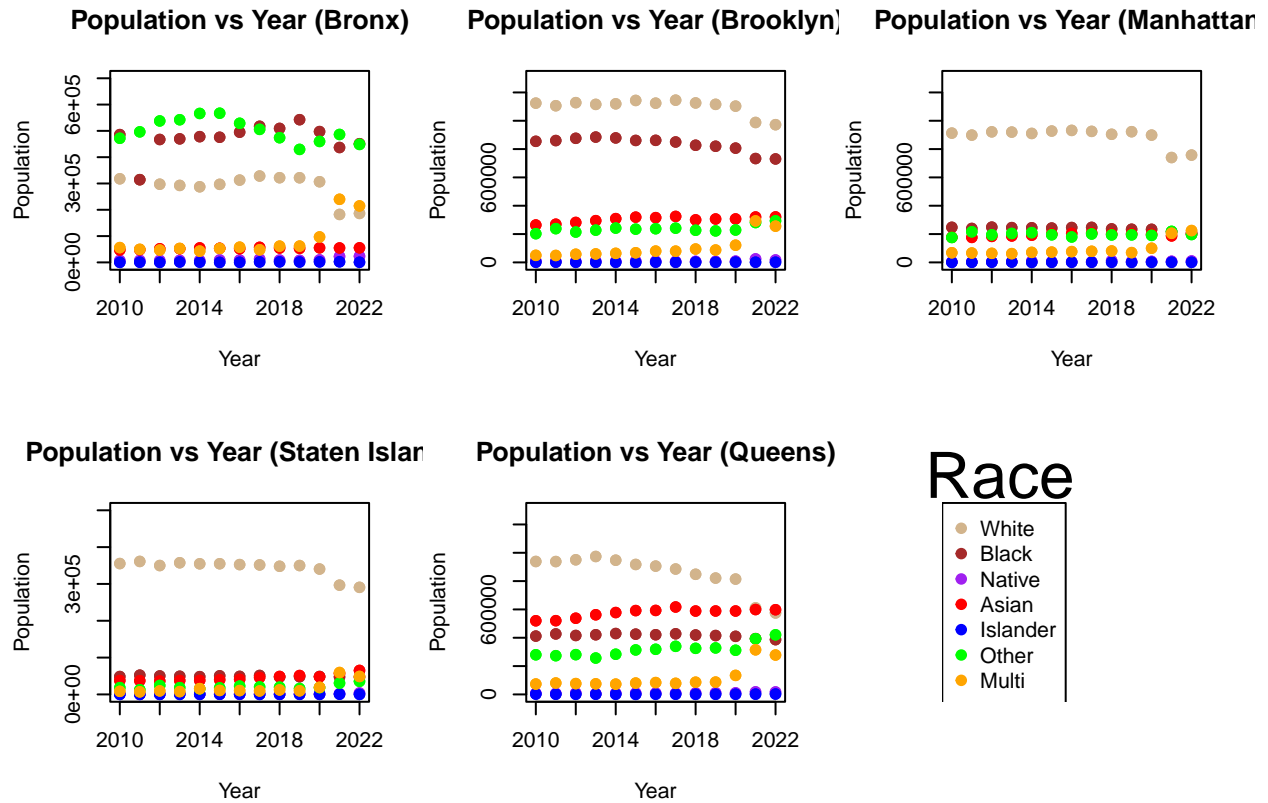 Population vs Year (Bronx)
Population
0e+00 3e+05 6e+05
2010 2014 2018 2022
Year
Population vs Year (Brooklyn)
Population
0 600000
2010 2014 2018 2022
Year
Population vs Year (Manhattan
Population
0 600000
2010 2014 2018 2022
Year
Population vs Year (Staten Islan
Population
0e+00 3e+05
2010 2014 2018 2022
Year
Population vs Year (Queens)
Population
0 600000
2010 2014 2018 2022
Year
Race
White
Black
Native
Asian
Islander
Other
Multi